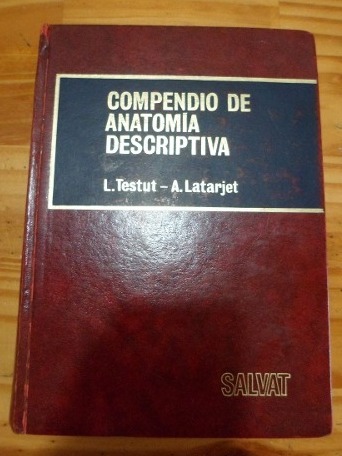 COMPENDIO DE
ANATOMÍA
DESCRIPTIVA
L. Testut - A. Latarjet
SALVAT